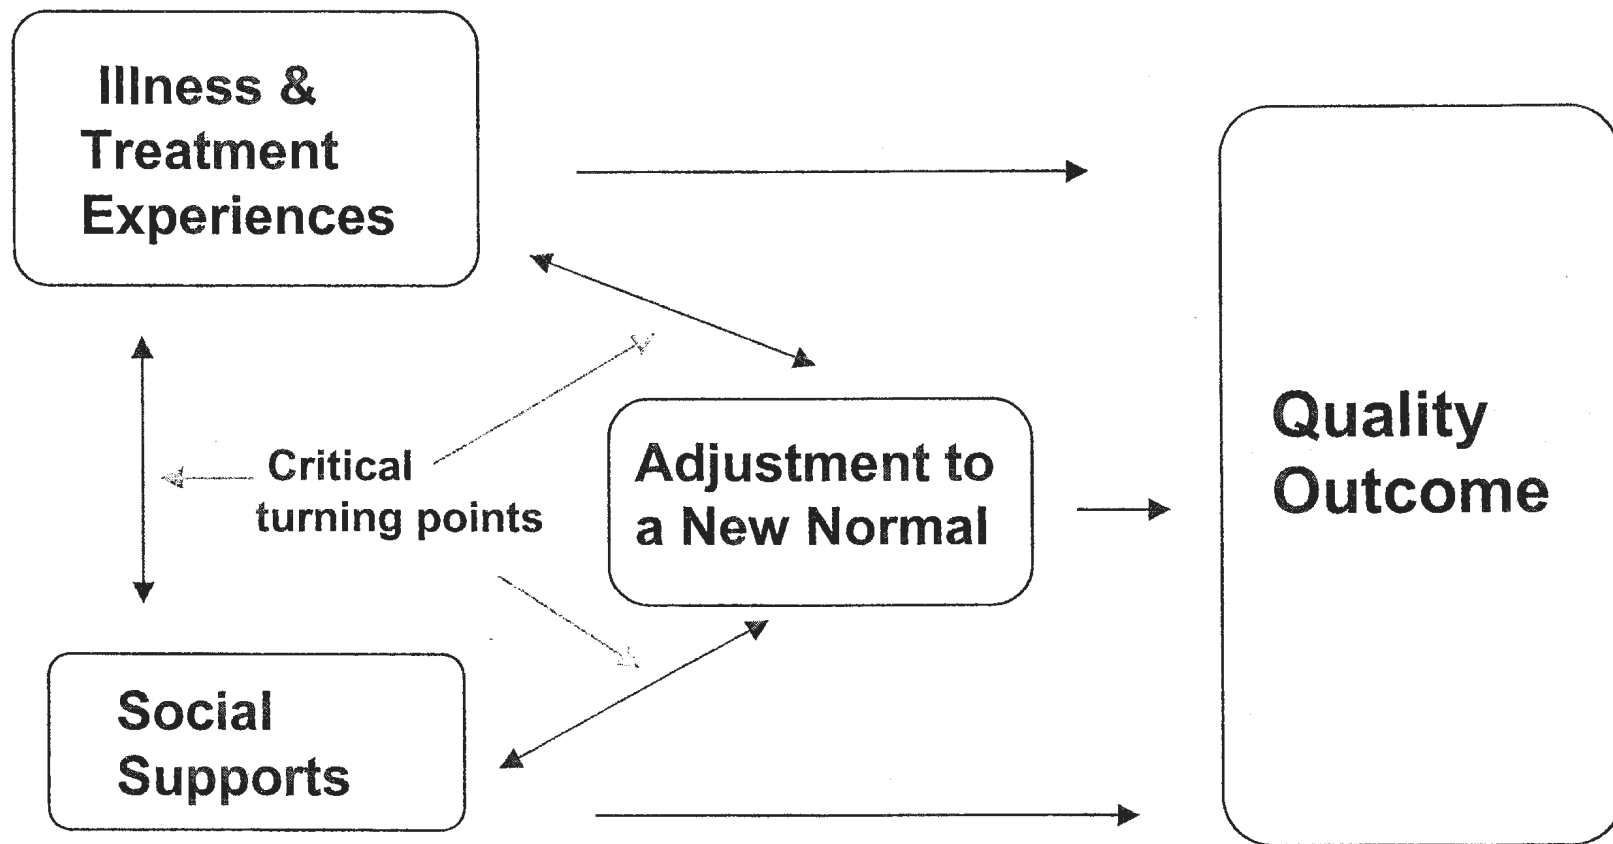 Illness &
Treatment
Experiences
Critical
turning points
Adjustment to
a New Normal
Quality
Outcome
Social
Supports